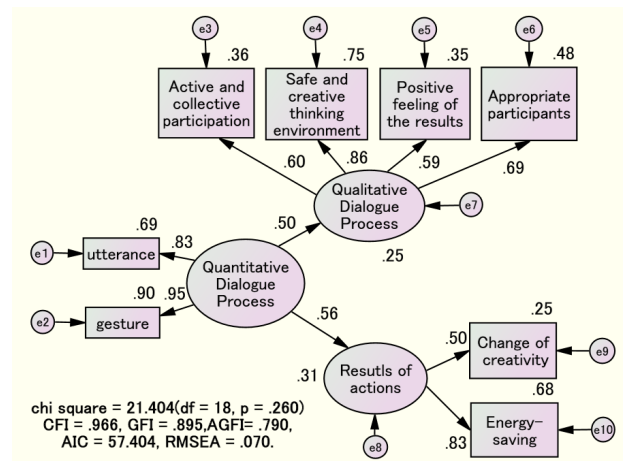 e3
e4
e5
e6
.36
.75
.35
.48
Active and
collective
participation
Safe and
creative
thinking
environment
Positive
feeling of
the results
Appropriate
participants
.60
.86
.59
.69
Qualitative
Dialogue
Process
e7
.25
.50
.69
.83
e1
utterance
Quantitative
Dialogue
Process
.90
.95
e2
gesture
.56
.31
Resutls of
actions
e8
.50
.25
Change of
creativity
e9
.68
.83
Energy-
saving
e10
chi square = 21.404(df = 18, p = .260)
CFI = .966, GFI = .895,AGFI= .790,
AIC = 57.404, RMSEA = .070.